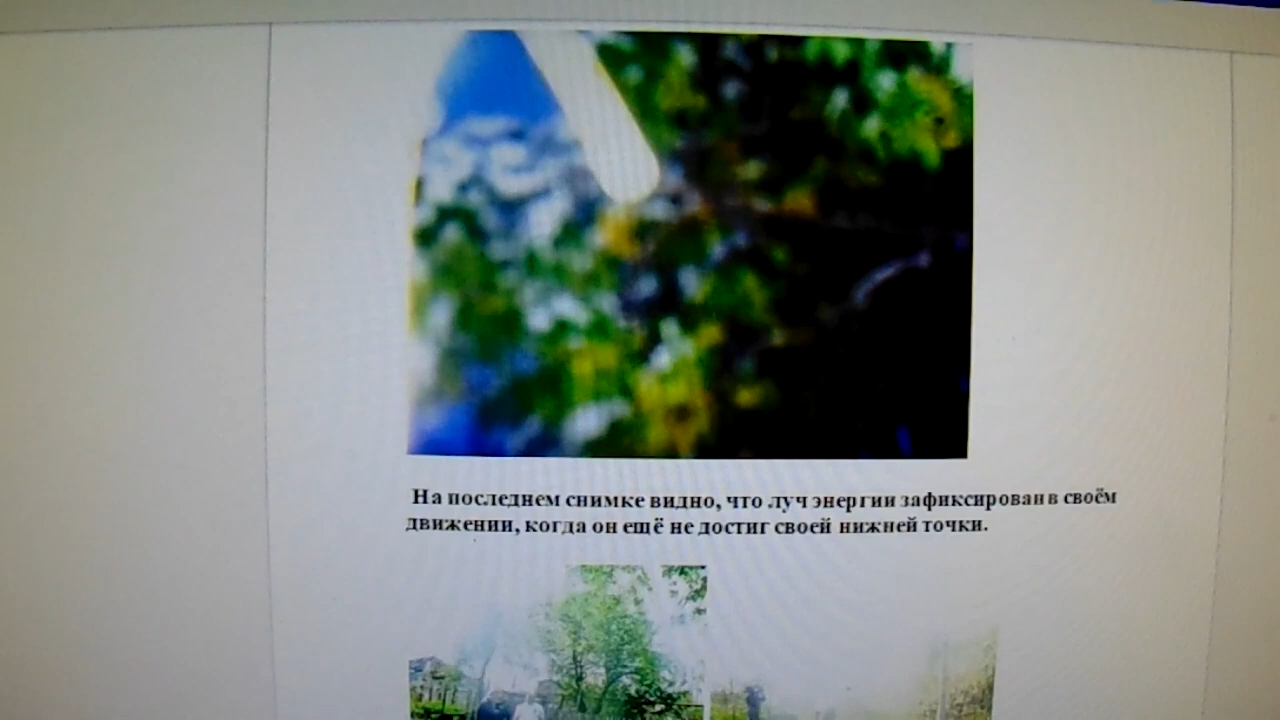 На последнем снимке видно, что луч энергии зафиксирован в своём
движении, когда он ещё не достиг своей нижней точки.